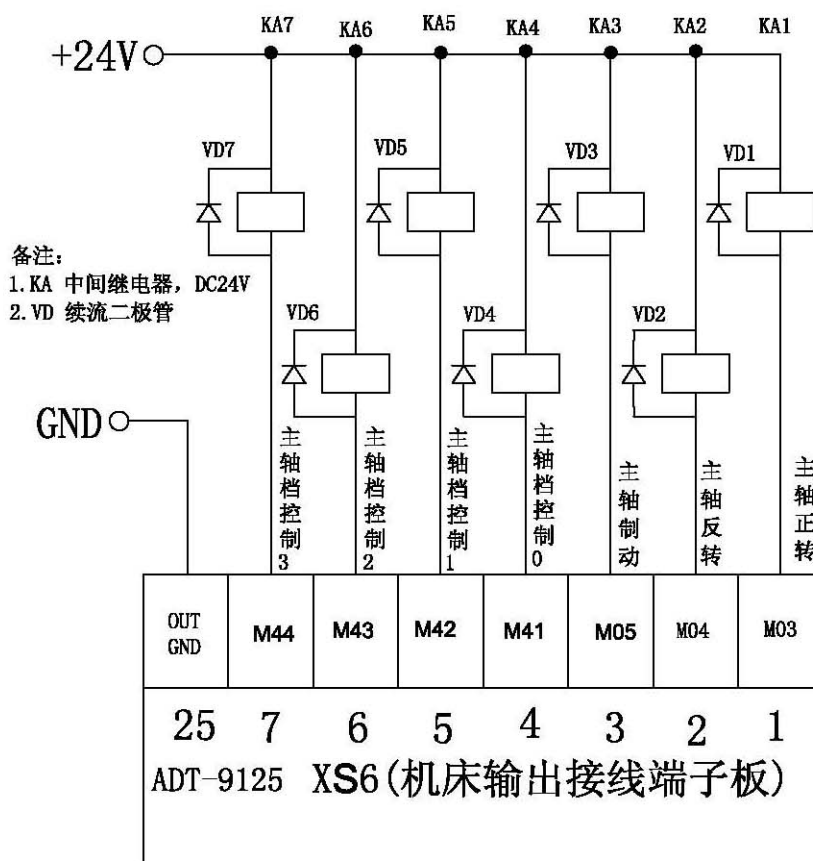 KA7 KA6 KA5 KA4 KA3 KA2 KA1
+24V
VD7 VD5 VD3 VD1
备注:
1.KA 中间继电器, DC24V
2.VD 续流二极管
VD6 VD4 VD2
GND
主轴档控制3
主轴档控制2
主轴档控制1
主轴档控制0
主轴制动
主轴反转
主轴正转
OUT GND
M44 M43 M42 M41 M05 M04 M03
25 7 6 5 4 3 2 1
ADT-9125 XS6(机床输出接线端子板)